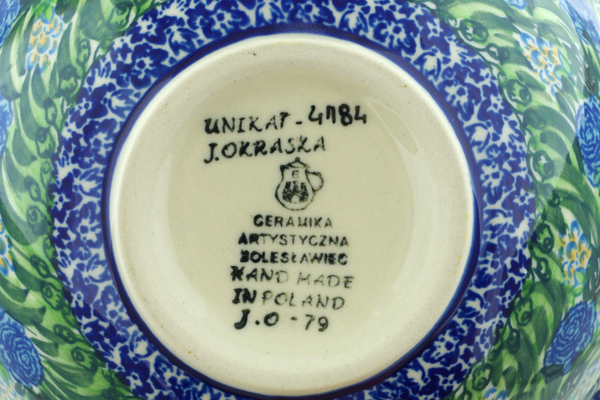 UNIKAT-4784
J.OKRASKA
CERAMIKA
ARTYSTYCZNA
BOLESŁAWIEC
HAND MADE
IN POLAND
J.O-79